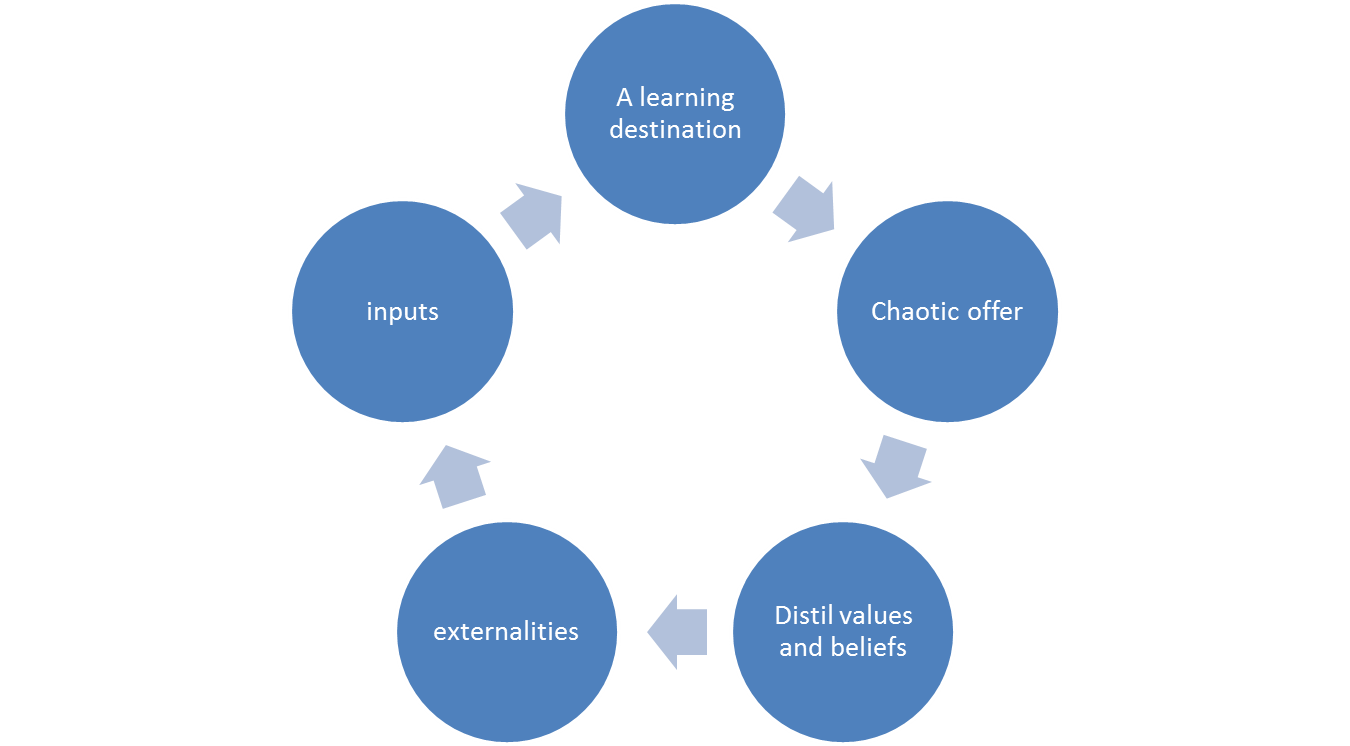 A learning
destination
Chaotic offer
Distil values
and beliefs
externalities
inputs